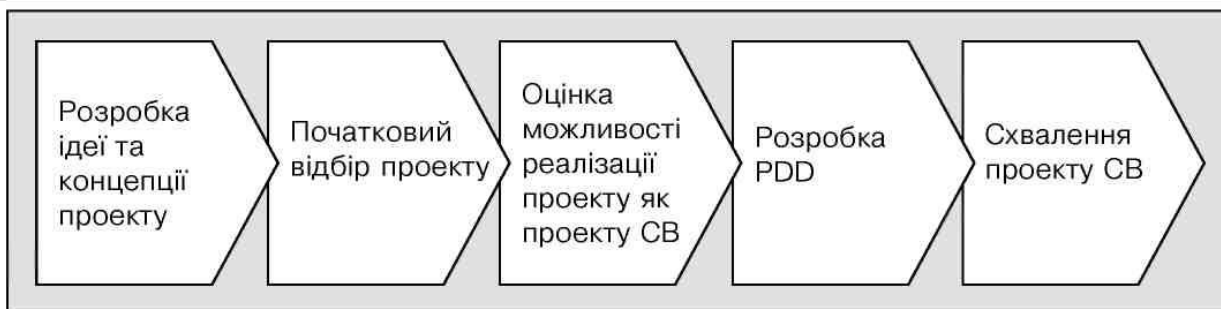 Розробка
ідеї та
концепції
проекту
Початковий
відбір проекту
Оцінка
можливості
реалізації
проекту як
проекту СВ
Розробка
PDD
Схвалення
проекту СВ